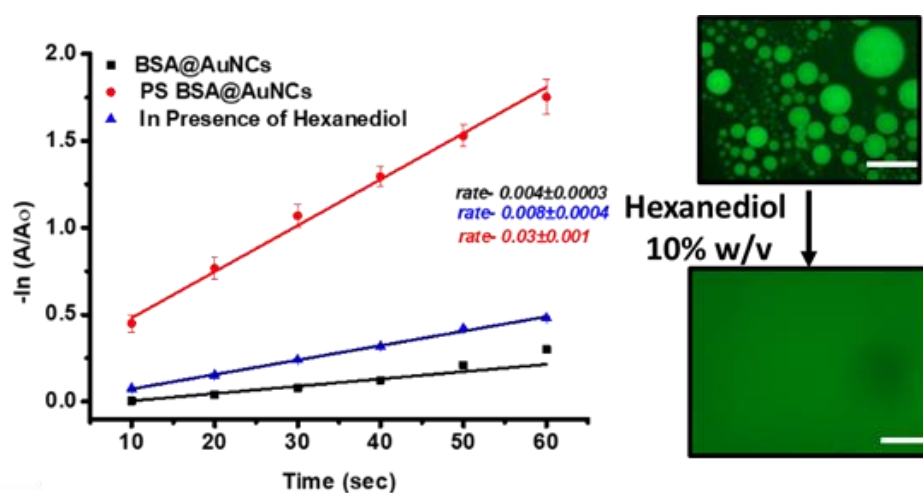 BSA@AuNCs
PS BSA@AuNCs
In Presence of Hexanediol
2.0
1.5
1.0
0.5
0.0
-ln (A/Ao)
rate- 0.004±0.0003
rate- 0.008±0.0004
rate- 0.03±0.001
10 20 30 40 50 60
Time (sec)
Hexanediol
10% w/v